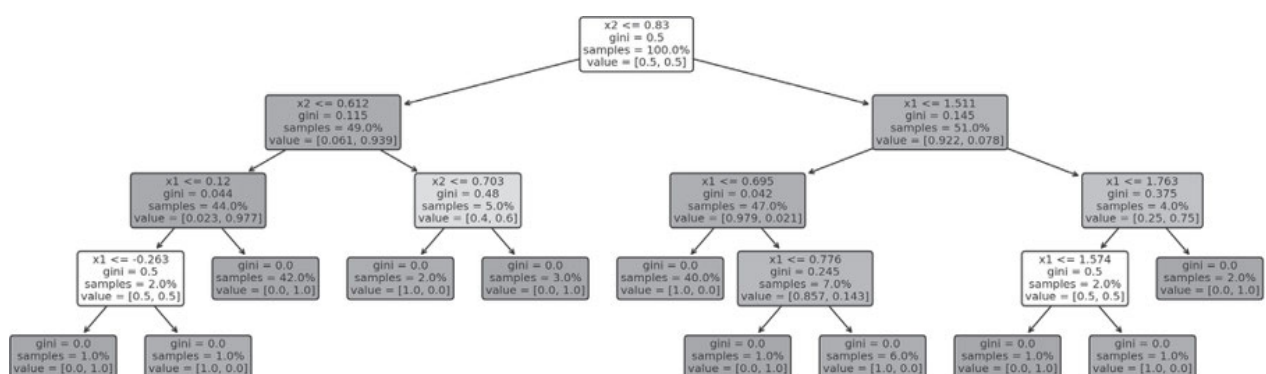 x2 <= 0.83
gini = 0.5
samples = 100.0%
value = [0.5, 0.5]
x2 <= 0.612
gini = 0.115
samples = 49.0%
value = [0.061, 0.939]
x1 <= 1.511
gini = 0.145
samples = 51.0%
value = [0.922, 0.078]
x1 <= 0.12
gini = 0.044
samples = 44.0%
value = [0.023, 0.977]
x2 <= 0.703
gini = 0.48
samples = 5.0%
value = [0.4, 0.6]
x1 <= 0.695
gini = 0.042
samples = 47.0%
value = [0.979, 0.021]
x1 <= 1.763
gini = 0.375
samples = 4.0%
value = [0.25, 0.75]
x1 <= -0.263
gini = 0.5
samples = 2.0%
value = [0.5, 0.5]
gini = 0.0
samples = 42.0%
value = [0.0, 1.0]
gini = 0.0
samples = 2.0%
value = [1.0, 0.0]
gini = 0.0
samples = 3.0%
value = [0.0, 1.0]
gini = 0.0
samples = 40.0%
value = [1.0, 0.0]
x1 <= 0.776
gini = 0.245
samples = 7.0%
value = [0.857, 0.143]
x1 <= 1.574
gini = 0.5
samples = 2.0%
value = [0.5, 0.5]
gini = 0.0
samples = 2.0%
value = [0.0, 1.0]
gini = 0.0
samples = 1.0%
value = [0.0, 1.0]
gini = 0.0
samples = 1.0%
value = [1.0, 0.0]
gini = 0.0
samples = 1.0%
value = [0.0, 1.0]
gini = 0.0
samples = 6.0%
value = [1.0, 0.0]
gini = 0.0
samples = 1.0%
value = [0.0, 1.0]
gini = 0.0
samples = 1.0%
value = [1.0, 0.0]